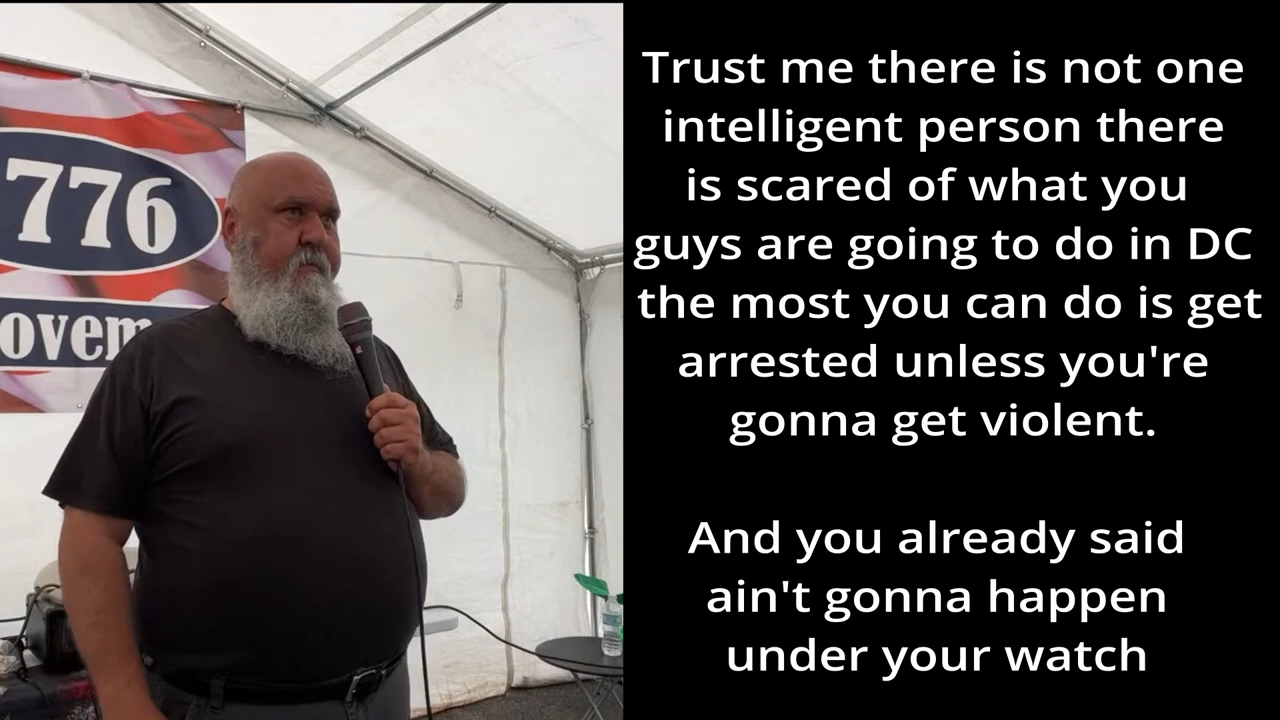 776
ovem
Trust me there is not one
intelligent person there
is scared of what you
guys are going to do in DC
the most you can do is get
arrested unless you're
gonna get violent.
And you already said
ain't gonna happen
under your watch